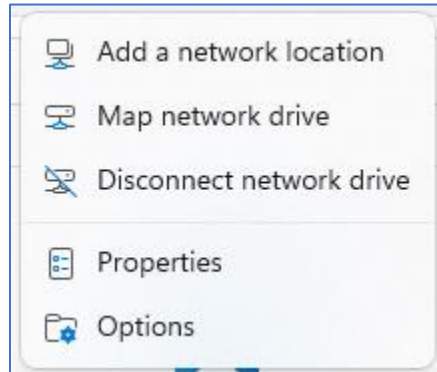 Add a network location
Map network drive
Disconnect network drive
Properties
Options